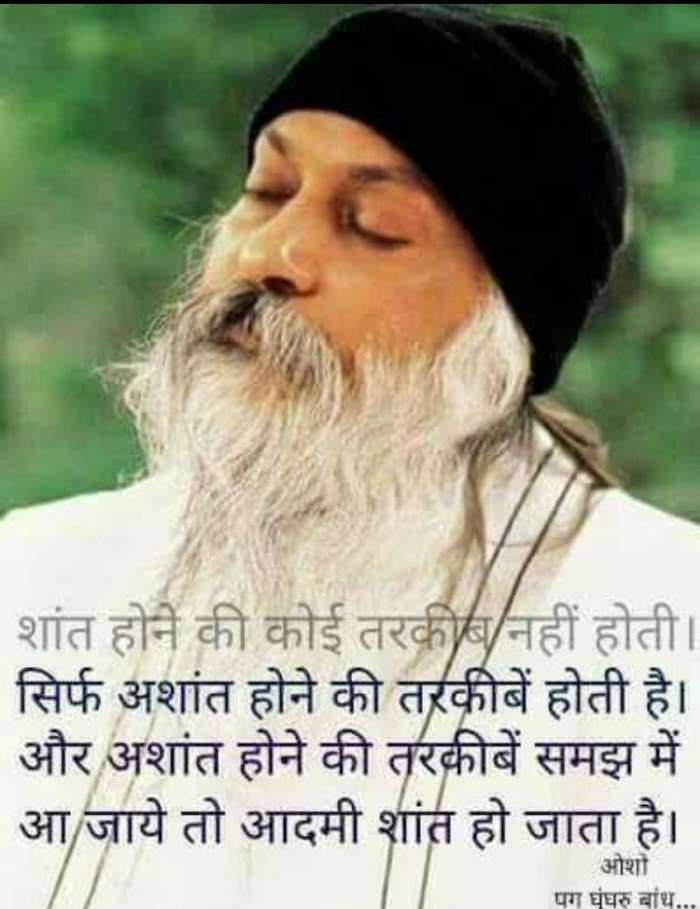 शांत होने की कोई तरकीब नहीं होती।
सिर्फ अशांत होने की तरकीबें होती है।
और अशांत होने की तरकीबें समझ में
आ जाये तो आदमी शांत हो जाता है।
ओशो
पग घुंघरु बांध...